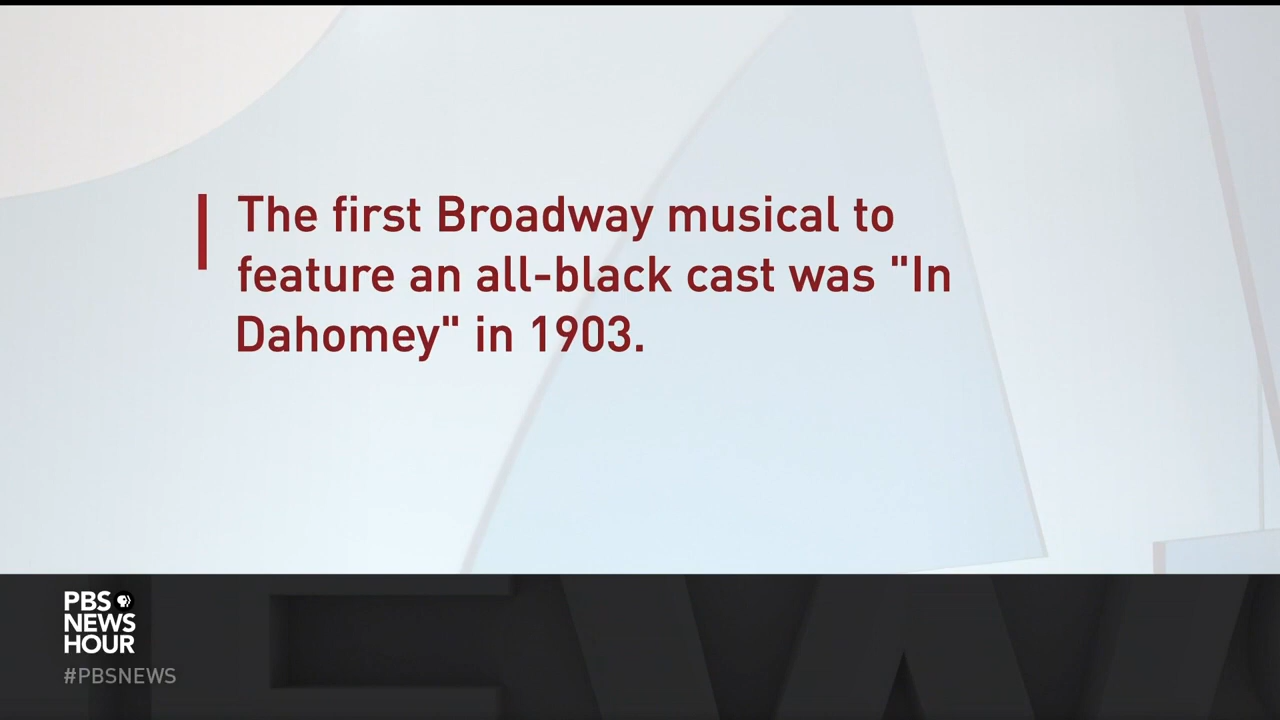 The first Broadway musical to
feature an all-black cast was "In
Dahomey" in 1903.
PBS
NEWS
HOUR
#PBSNEWS